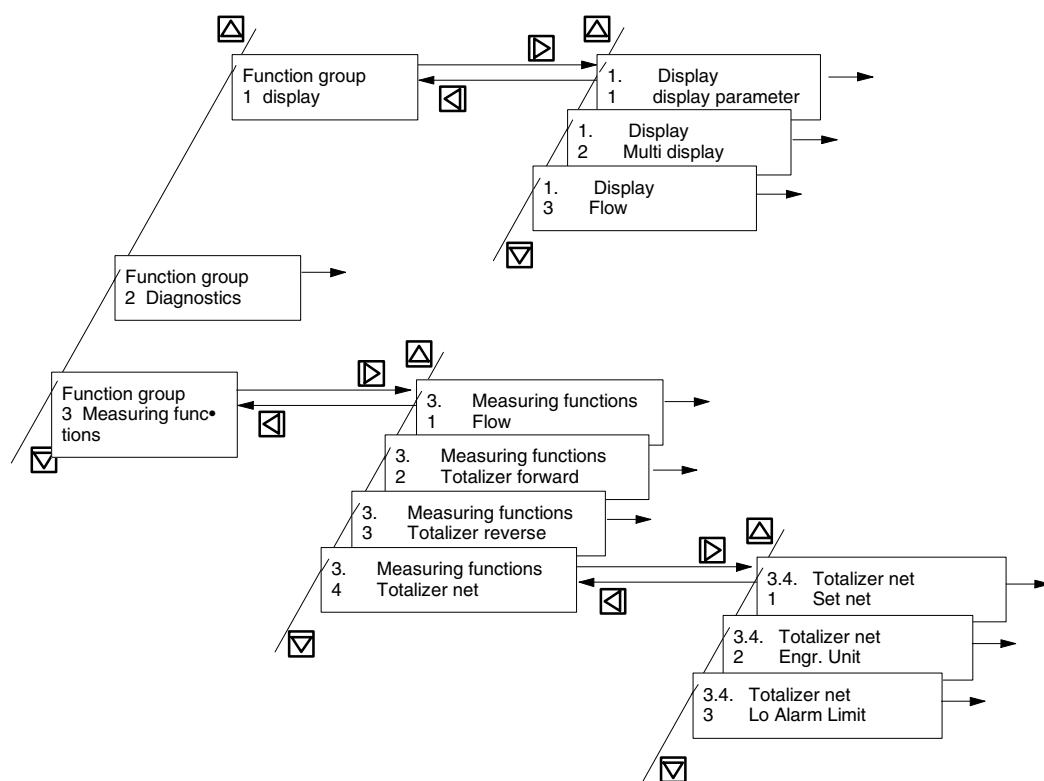 Function group
1 display
1. Display
1 display parameter
1. Display
2 Multi display
1. Display
3 Flow
Function group
2 Diagnostics
Function group
3 Measuring func•
tions
3. Measuring functions
1 Flow
3. Measuring functions
2 Totalizer forward
3. Measuring functions
3 Totalizer reverse
3. Measuring functions
4 Totalizer net
3.4. Totalizer net
1 Set net
3.4. Totalizer net
2 Engr. Unit
3.4. Totalizer net
3 Lo Alarm Limit